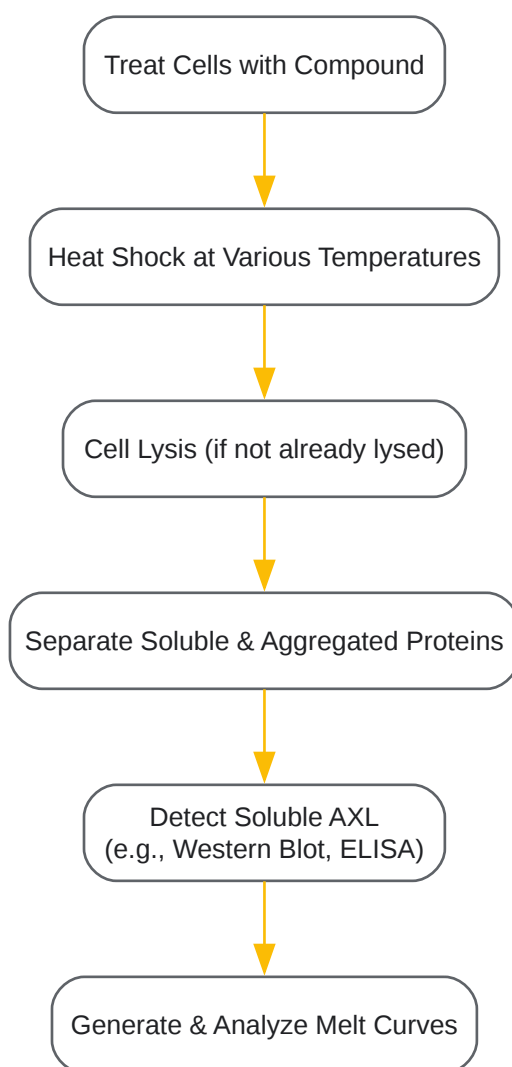 Treat Cells with Compound
Heat Shock at Various Temperatures
Cell Lysis (if not already lysed)
Separate Soluble & Aggregated Proteins
Detect Soluble AXL
(e.g., Western Blot, ELISA)
Generate & Analyze Melt Curves